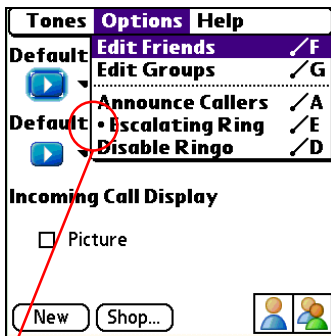 Tones Options Help
Default
Edit Friends /F
Edit Groups /G
Announce Callers /A
Default
• Escalating Ring /E
Disable Ringo /D
Incoming Call Display
Picture
New Shop...